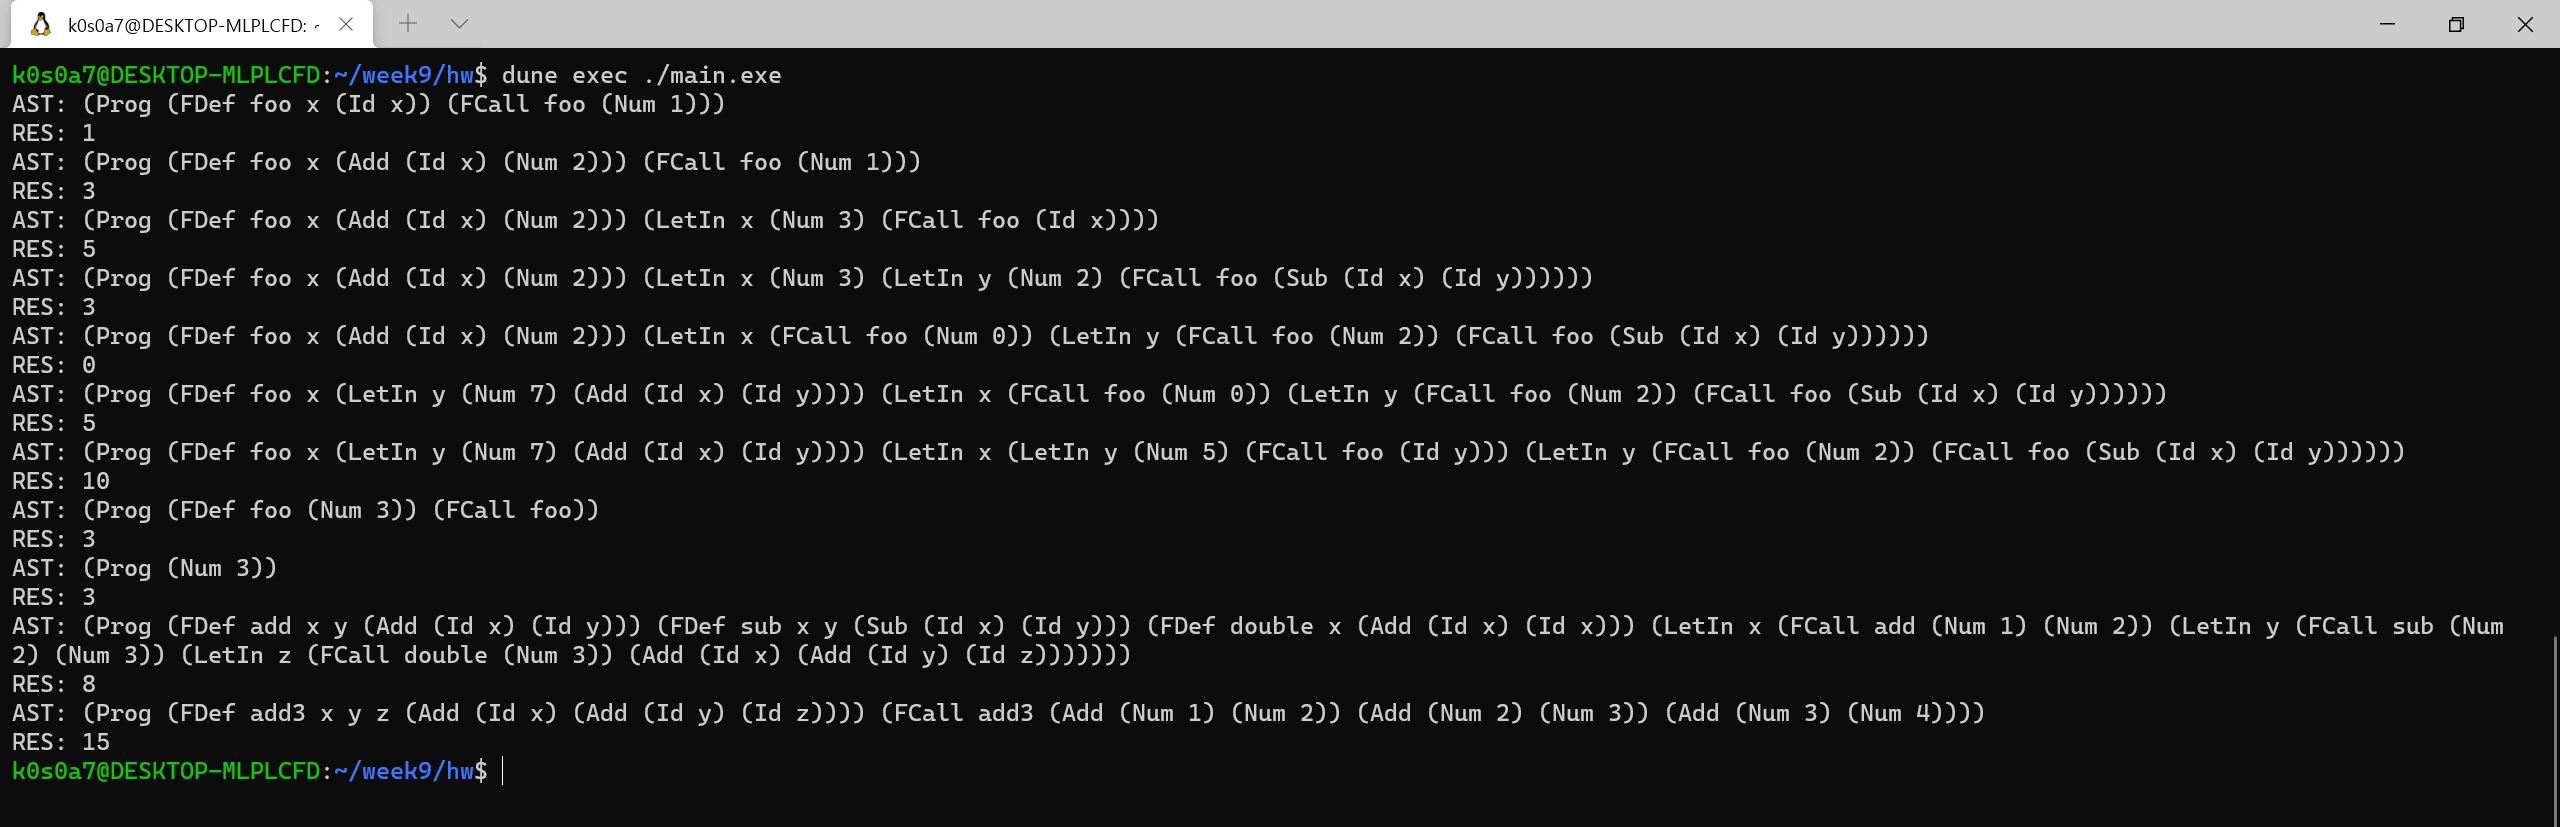 k0s0a7@DESKTOP-MLPLCFD: ~
k0s0a7@DESKTOP-MLPLCFD:~/week9/hw$ dune exec ./main.exe
AST: (Prog (FDef foo x (Id x)) (FCall foo (Num 1)))
RES: 1
AST: (Prog (FDef foo x (Add (Id x) (Num 2))) (FCall foo (Num 1)))
RES: 3
AST: (Prog (FDef foo x (Add (Id x) (Num 2))) (LetIn x (Num 3) (FCall foo (Id x))))
RES: 5
AST: (Prog (FDef foo x (Add (Id x) (Num 2))) (LetIn x (Num 3) (LetIn y (Num 2) (FCall foo (Sub (Id x) (Id y))))))
RES: 3
AST: (Prog (FDef foo x (Add (Id x) (Num 2))) (LetIn x (FCall foo (Num 0)) (LetIn y (FCall foo (Num 2)) (FCall foo (Sub (Id x) (Id y))))))
RES: 0
AST: (Prog (FDef foo x (LetIn y (Num 7) (Add (Id x) (Id y)))) (LetIn x (FCall foo (Num 0)) (LetIn y (FCall foo (Num 2)) (FCall foo (Sub (Id x) (Id y))))))
RES: 5
AST: (Prog (FDef foo x (LetIn y (Num 7) (Add (Id x) (Id y)))) (LetIn x (LetIn y (Num 5) (FCall foo (Id y))) (LetIn y (FCall foo (Num 2)) (FCall foo (Sub (Id x) (Id y))))))
RES: 10
AST: (Prog (FDef foo (Num 3)) (FCall foo))
RES: 3
AST: (Prog (Num 3))
RES: 3
AST: (Prog (FDef add x y (Add (Id x) (Id y))) (FDef sub x y (Sub (Id x) (Id y))) (FDef double x (Add (Id x) (Id x))) (LetIn x (FCall add (Num 1) (Num 2)) (LetIn y (FCall sub (Num
2) (Num 3)) (LetIn z (FCall double (Num 3)) (Add (Id x) (Add (Id y) (Id z)))))))
RES: 8
AST: (Prog (FDef add3 x y z (Add (Id x) (Add (Id y) (Id z)))) (FCall add3 (Add (Num 1) (Num 2)) (Add (Num 2) (Num 3)) (Add (Num 3) (Num 4))))
RES: 15
k0s0a7@DESKTOP-MLPLCFD:~/week9/hw$